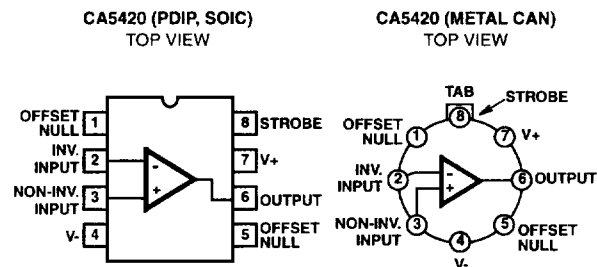 CA5420 (PDIP, SOIC)
TOP VIEW
OFFSET
NULL
1
INV.
INPUT
2
NON-INV.
INPUT
3
V-
4
8
STROBE
7
V+
6
OUTPUT
5
OFFSET
NULL
-
+
CA5420 (METAL CAN)
TOP VIEW
TAB
8
STROBE
OFFSET
NULL
1
7
V+
INV.
INPUT
2
-
+
6
OUTPUT
NON-INV.
INPUT
3
5
OFFSET
NULL
4
V-